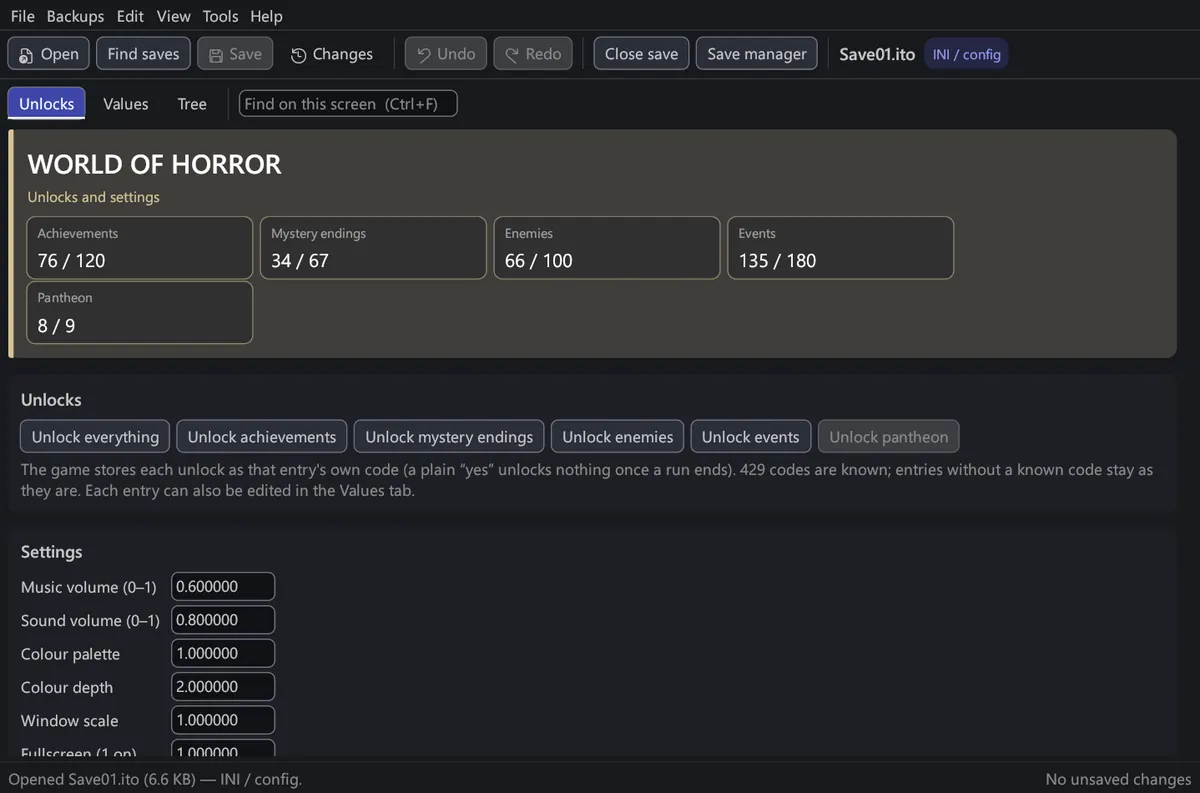 File Backups Edit View Tools Help
Open Find saves Save Changes Undo Redo Close save Save manager Save01.ito INI / config
Unlocks Values Tree Find on this screen (Ctrl+F)
WORLD OF HORROR
Unlocks and settings
Achievements Mystery endings Enemies Events
76 / 120 34 / 67 66 / 100 135 / 180
Pantheon
8 / 9
Unlocks
Unlock everything Unlock achievements Unlock mystery endings Unlock enemies Unlock events Unlock pantheon
The game stores each unlock as that entry's own code (a plain “yes” unlocks nothing once a run ends). 429 codes are known; entries without a known code stay as
they are. Each entry can also be edited in the Values tab.
Settings
Music volume (0–1) 0.600000
Sound volume (0–1) 0.800000
Colour palette 1.000000
Colour depth 2.000000
Window scale 1.000000
Fullscreen (1 on) 1.000000
Opened Save01.ito (6.6 KB) — INI / config. No unsaved changes